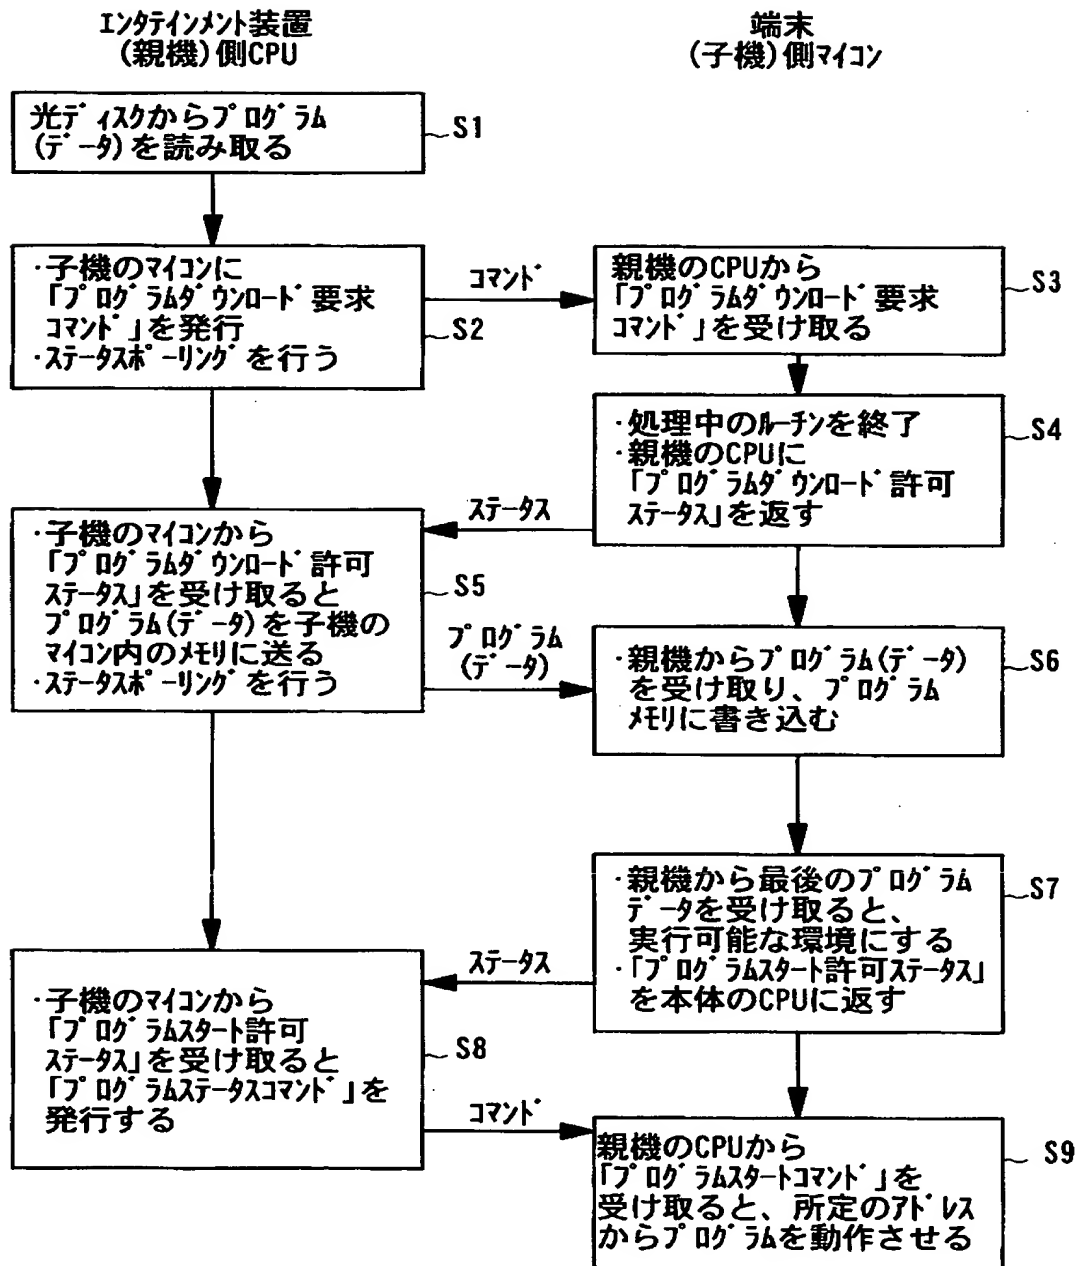 エンタテインメント装置
(親機)側CPU
端末
(子機)側マイコン
光ディスクからプログラム
(データ)を読み取る
S1
・子機のマイコンに
「プログラムダウンロード要求
コマンド」を発行
・ステータスポーリングを行う
S2
コマンド
親機のCPUから
「プログラムダウンロード要求
コマンド」を受け取る
S3
・処理中のルーチンを終了
・親機のCPUに
「プログラムダウンロード許可
ステータス」を返す
S4
ステータス
・子機のマイコンから
「プログラムダウンロード許可
ステータス」を受け取ると
プログラム(データ)を子機の
マイコン内のメモリに送る
・ステータスポーリングを行う
S5
プログラム
(データ)
・親機からプログラム(データ)
を受け取り、プログラム
メモリに書き込む
S6
・親機から最後のプログラム
データを受け取ると、
実行可能な環境にする
・「プログラムスタート許可ステータス」
を本体のCPUに返す
S7
ステータス
・子機のマイコンから
「プログラムスタート許可
ステータス」を受け取ると
「プログラムステータスコマンド」を
発行する
S8
コマンド
親機のCPUから
「プログラムスタートコマンド」を
受け取ると、所定のアドレス
からプログラムを動作させる
S9